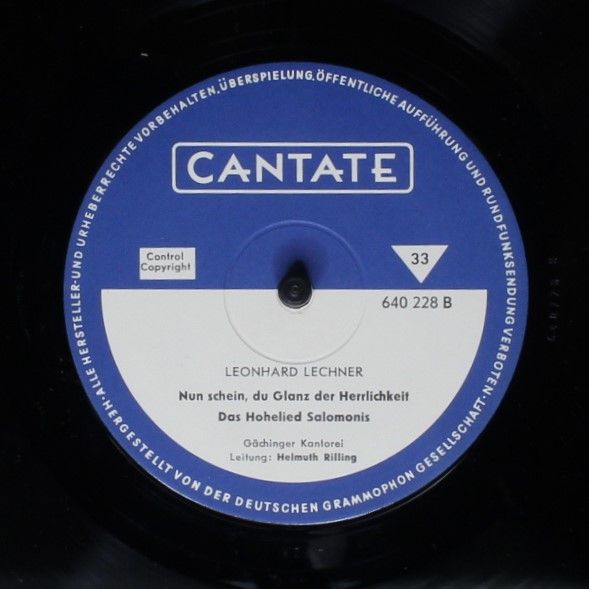 CANTATE
Control
Copyright
33
640 228 B
LEONHARD LECHNER
Nun schein, du Glanz der Herrlichkeit
Das Hohelied Salomonis
Gächinger Kantorei
Leitung: Helmuth Rilling
ALLE HERSTELLER- UND URHEBERRECHTE VORBEHALTEN. ÜBERSPIELUNG, ÖFFENTLICHE AUFFÜHRUNG UND RUNDFUNKSENDUNG VERBOTEN · HERGESTELLT VON DER DEUTSCHEN GRAMMOPHON GESELLSCHAFT ·